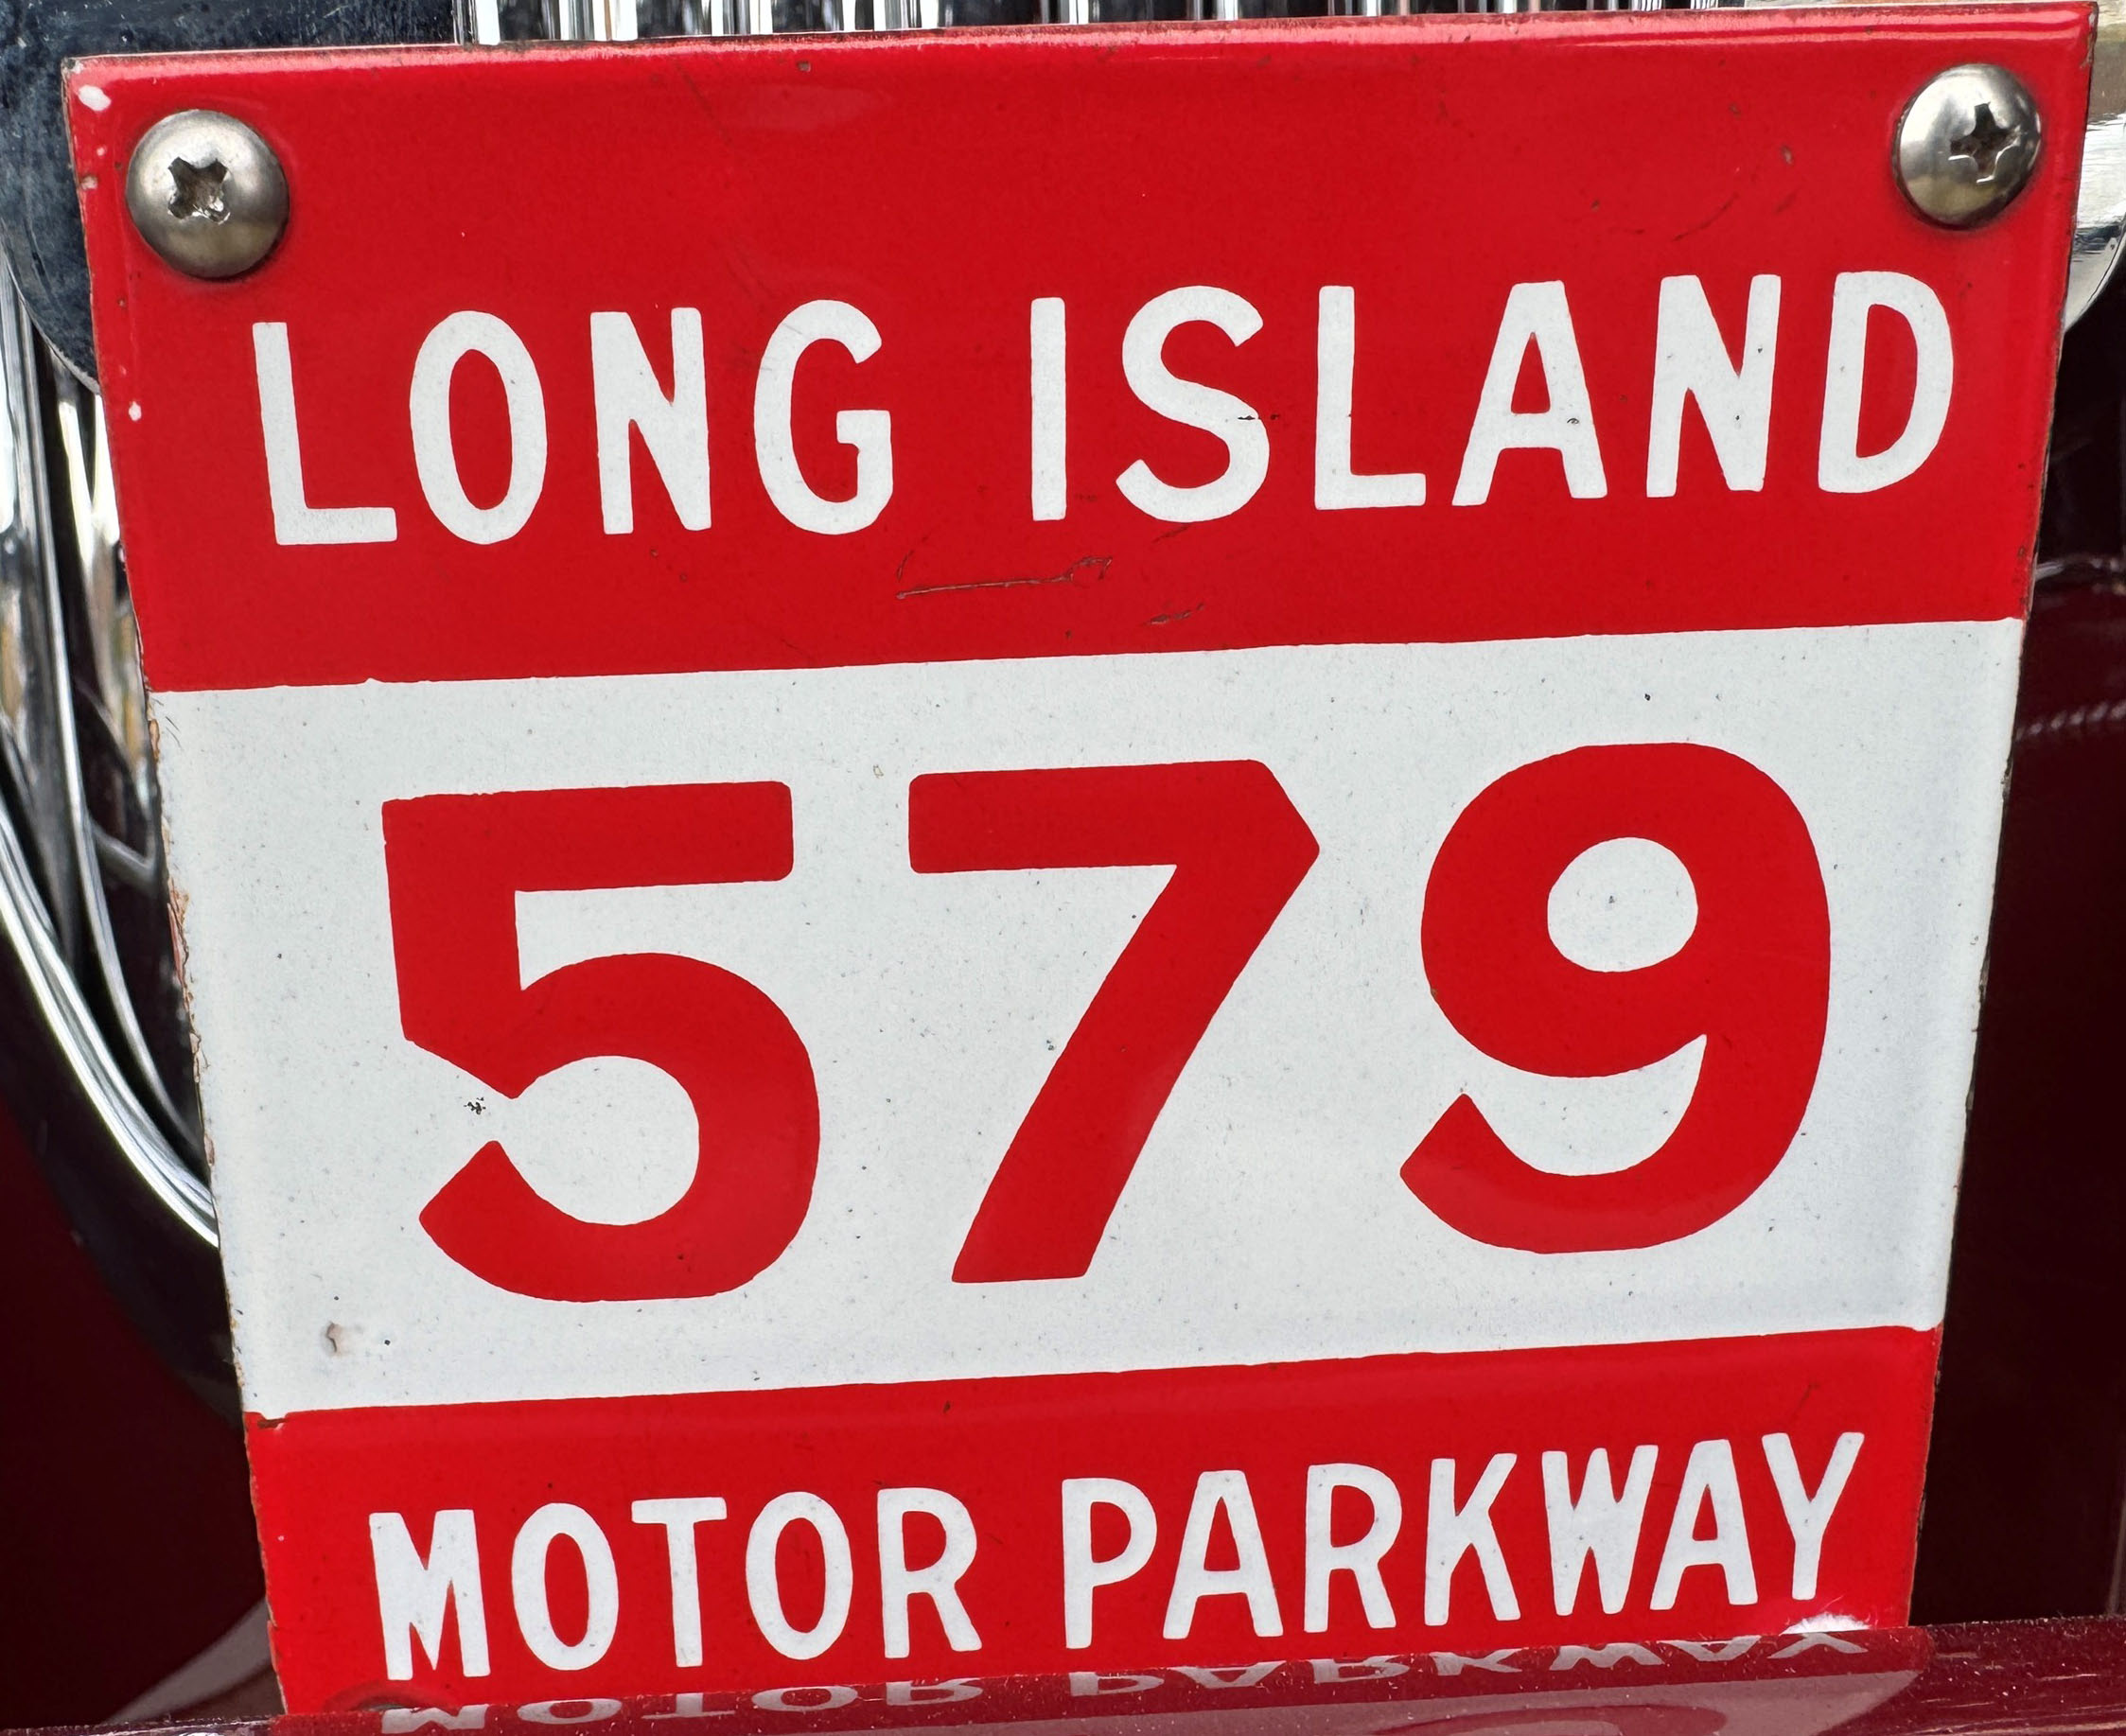 LONG ISLAND
579
MOTOR PARKWAY